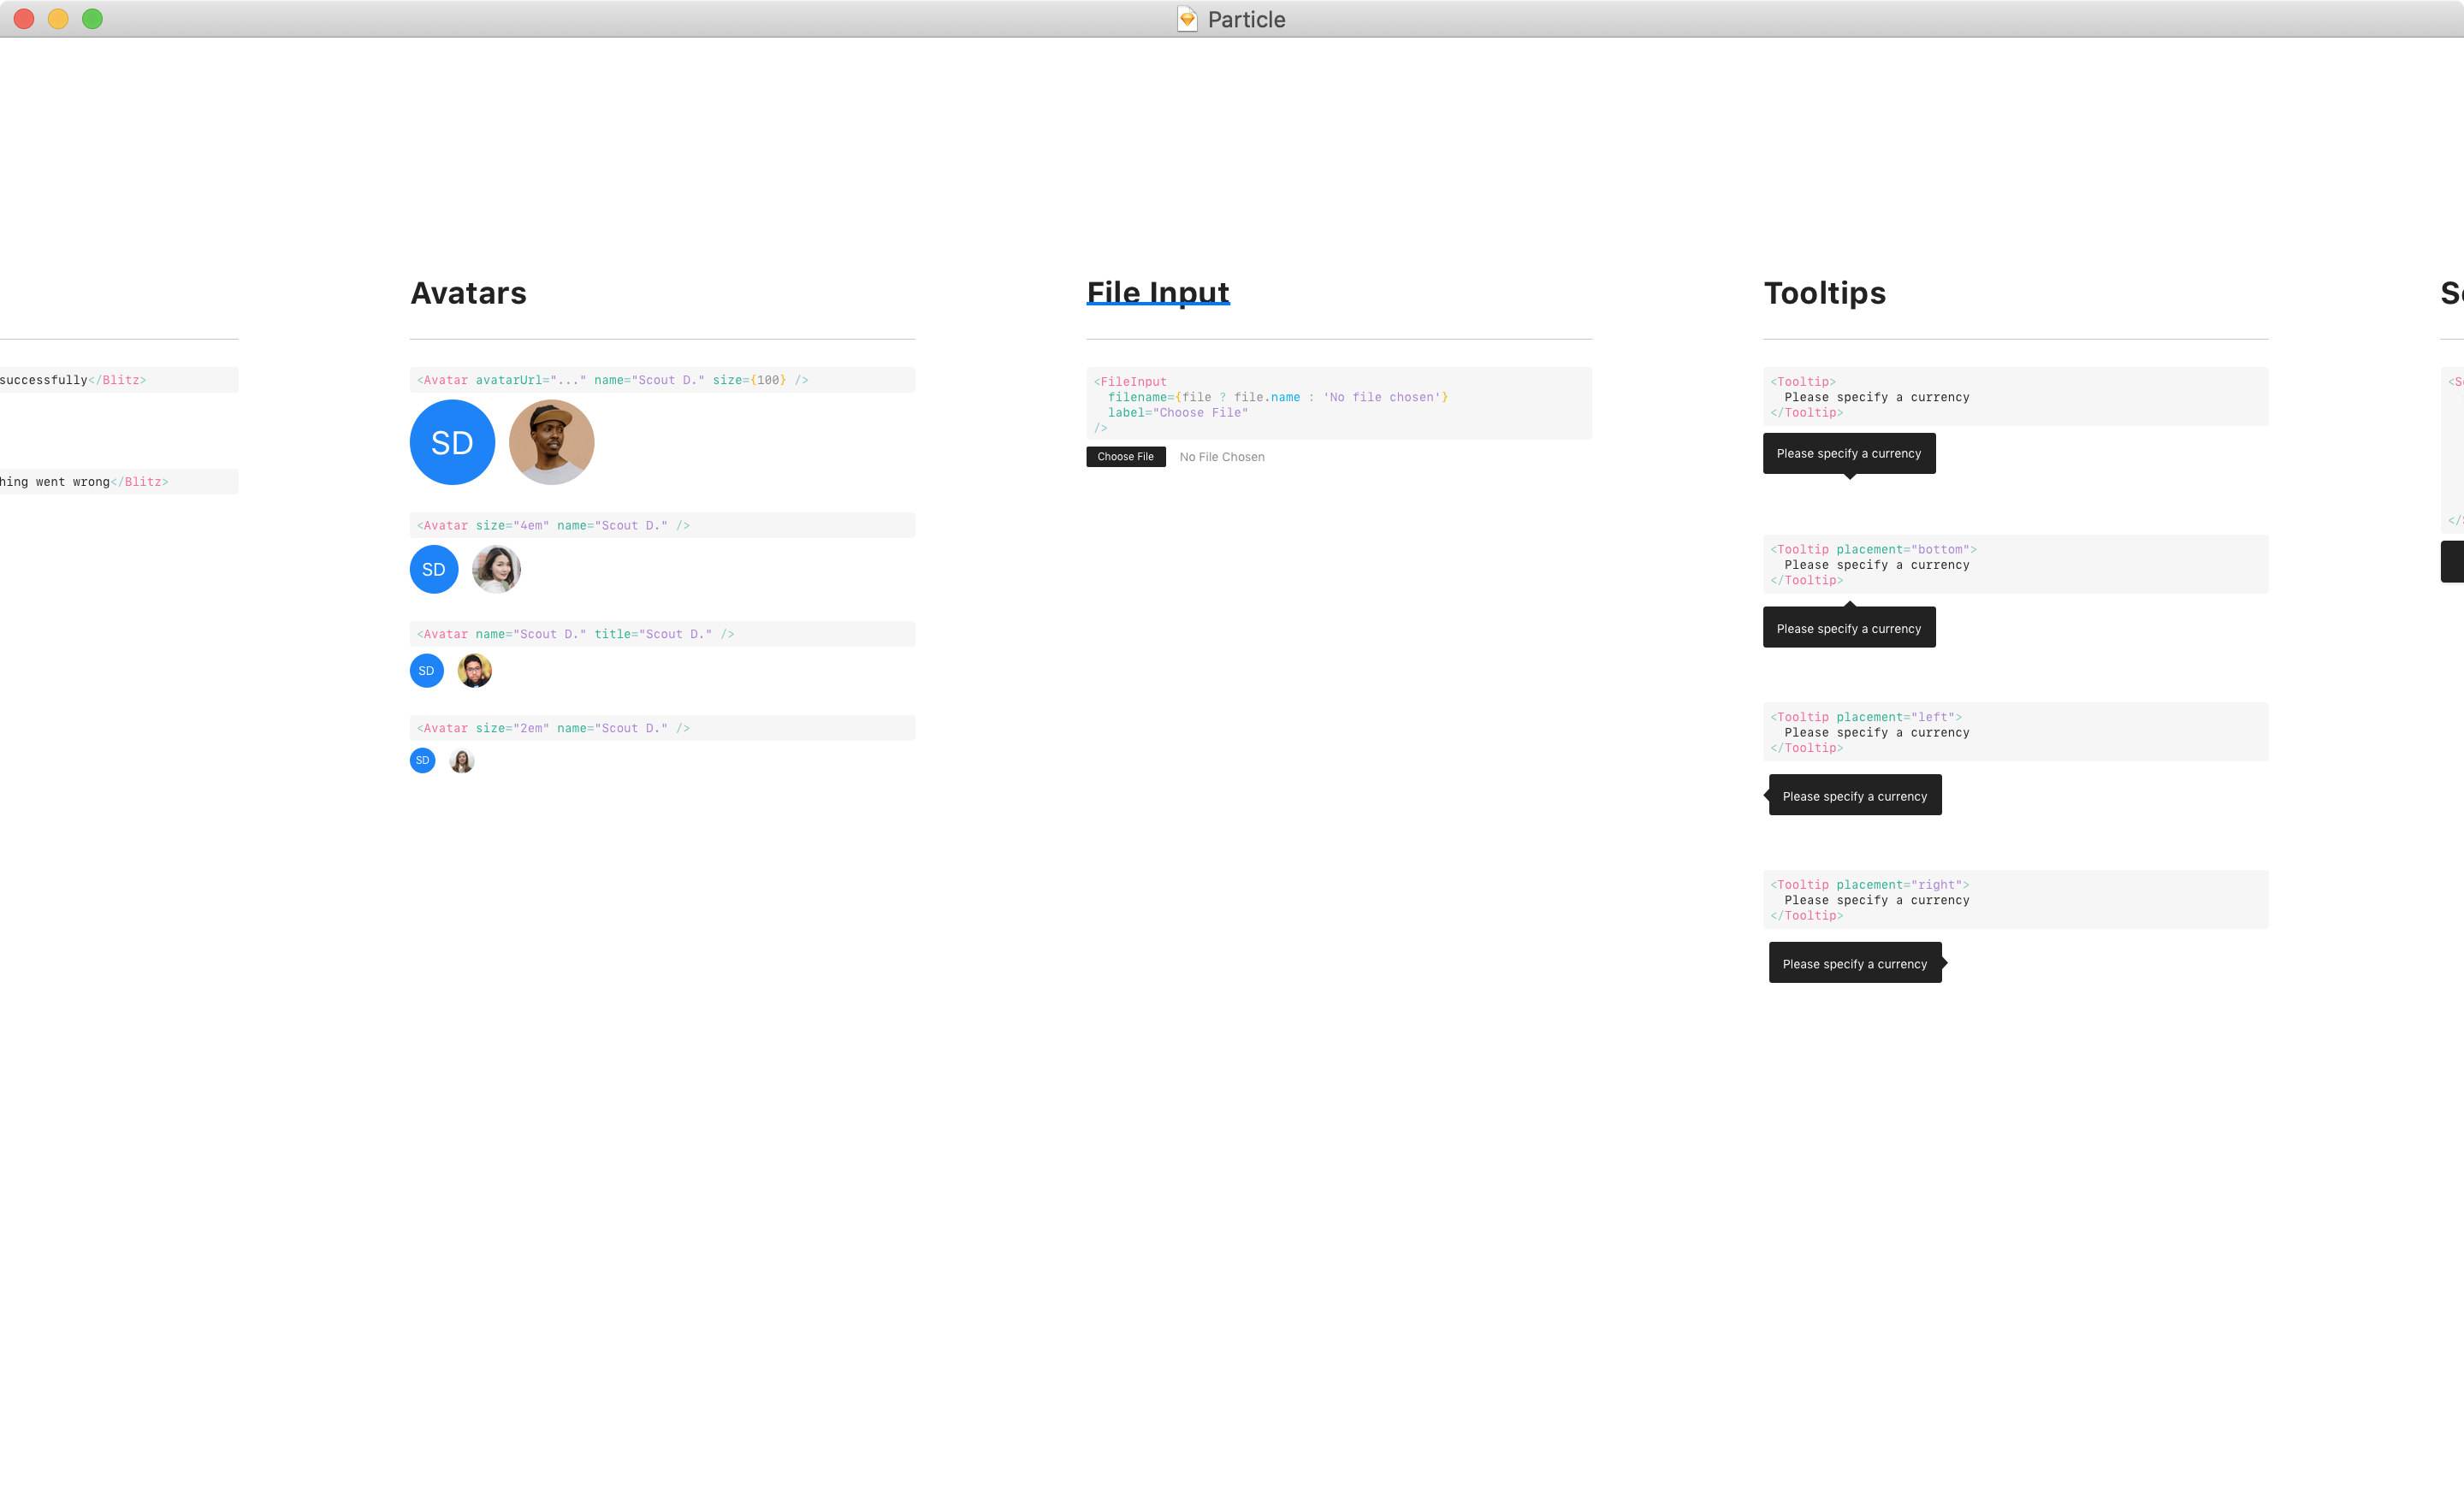 Particle
successfully</Blitz>
hing went wrong</Blitz>
Avatars
<Avatar avatarUrl="..." name="Scout D." size={100} />
SD
<Avatar size="4em" name="Scout D." />
SD
<Avatar name="Scout D." title="Scout D." />
SD
<Avatar size="2em" name="Scout D." />
SD
File Input
<FileInput
filename={file ? file.name : 'No file chosen'}
label="Choose File"
/>
Choose File No File Chosen
Tooltips
<Tooltip>
Please specify a currency
</Tooltip>
Please specify a currency
<Tooltip placement="bottom">
Please specify a currency
</Tooltip>
Please specify a currency
<Tooltip placement="left">
Please specify a currency
</Tooltip>
Please specify a currency
<Tooltip placement="right">
Please specify a currency
</Tooltip>
Please specify a currency